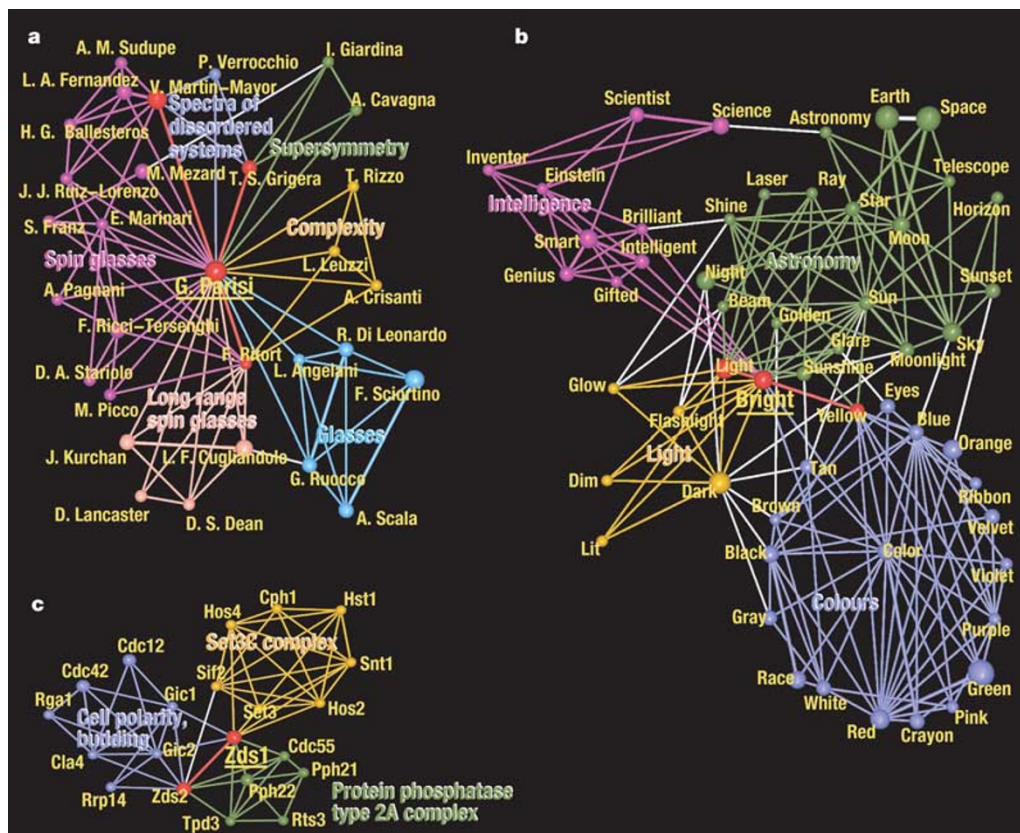 a
A. M. Sudupe
P. Verrocchio
I. Giardina
L. A. Fernandez
V. Martin-Mayor
Spectra of
dissordered
systems
A. Cavagna
H. G. Ballesteros
Supersymmetry
M. Mezard
T. S. Grigera
T. Rizzo
J. J. Ruiz-Lorenzo
E. Marinari
S. Franz
Complexity
Spin glasses
L. Leuzzi
G. Parisi
A. Pagnani
A. Crisanti
F. Ricci-Tersenghi
R. Di Leonardo
F. Ritort
L. Angelani
D. A. Stariolo
F. Sciortino
M. Picco
Long range
spin glasses
Glasses
J. Kurchan
L. F. Cugliandolo
G. Ruocco
D. Lancaster
D. S. Dean
A. Scala
b
Earth
Space
Scientist
Science
Astronomy
Inventor
Telescope
Einstein
Laser
Ray
Star
Horizon
Intelligence
Brilliant
Shine
Moon
Smart
Intelligent
Astronomy
Genius
Night
Sunset
Gifted
Beam
Sun
Golden
Sky
Glare
Moonlight
Light
Sunshine
Glow
Bright
Eyes
Flashlight
Yellow
Blue
Orange
Light
Tan
Dim
Dark
Ribbon
Brown
Velvet
Lit
Black
Color
Violet
Colours
Gray
Purple
Race
Green
White
Pink
Red
Crayon
c
Cph1
Hst1
Hos4
Set3C complex
Cdc12
Sif2
Snt1
Cdc42
Gic1
Rga1
Set3
Hos2
Cell polarity,
budding
Gic2
Zds1
Cdc55
Cla4
Pph21
Pph22
Protein phosphatase
type 2A complex
Rrp14
Zds2
Tpd3
Rts3